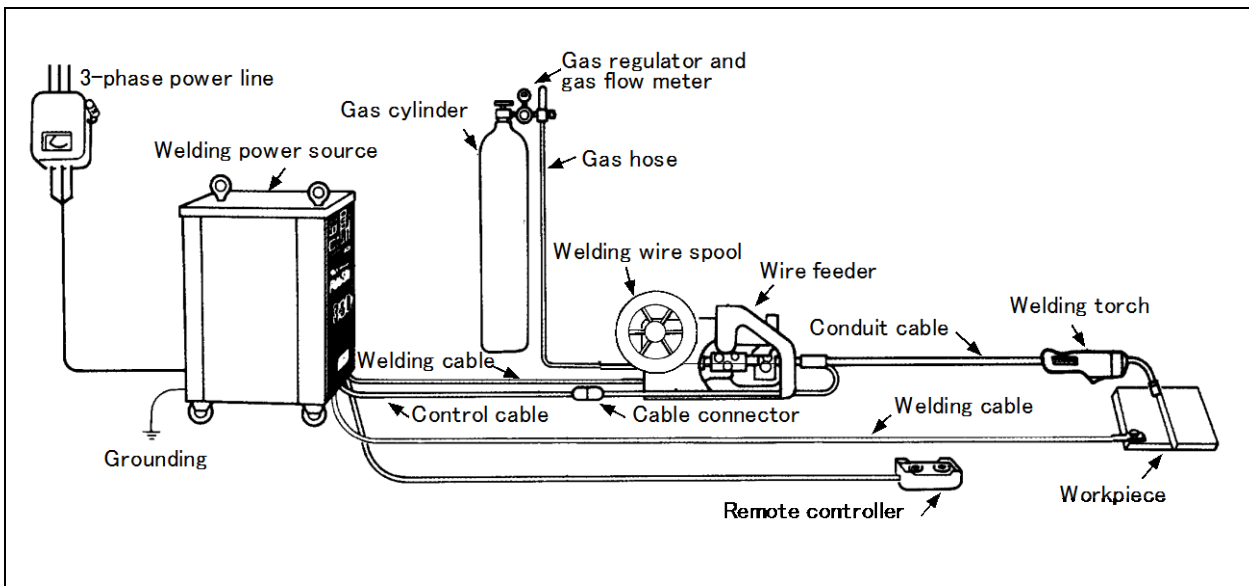 3-phase power line
Gas regulator and
gas flow meter
Gas cylinder
Welding power source
Gas hose
Welding wire spool
Wire feeder
Welding torch
Conduit cable
Welding cable
Control cable
Cable connector
Welding cable
Grounding
Workpiece
Remote controller